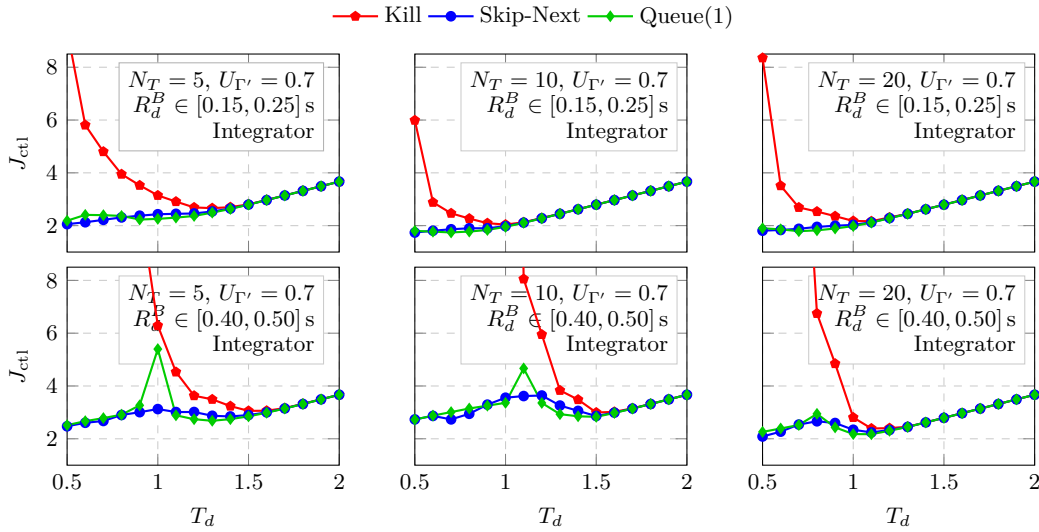 Kill Skip-Next Queue(1)
8
6
4
2
J_ctl
N_T = 5, U_Γ′ = 0.7
R_d^B ∈ [0.15, 0.25] s
Integrator
N_T = 10, U_Γ′ = 0.7
R_d^B ∈ [0.15, 0.25] s
Integrator
N_T = 20, U_Γ′ = 0.7
R_d^B ∈ [0.15, 0.25] s
Integrator
8
6
4
2
J_ctl
N_T = 5, U_Γ′ = 0.7
R_d^B ∈ [0.40, 0.50] s
Integrator
N_T = 10, U_Γ′ = 0.7
R_d^B ∈ [0.40, 0.50] s
Integrator
N_T = 20, U_Γ′ = 0.7
R_d^B ∈ [0.40, 0.50] s
Integrator
0.5 1 1.5 2
0.5 1 1.5 2
0.5 1 1.5 2
T_d T_d T_d